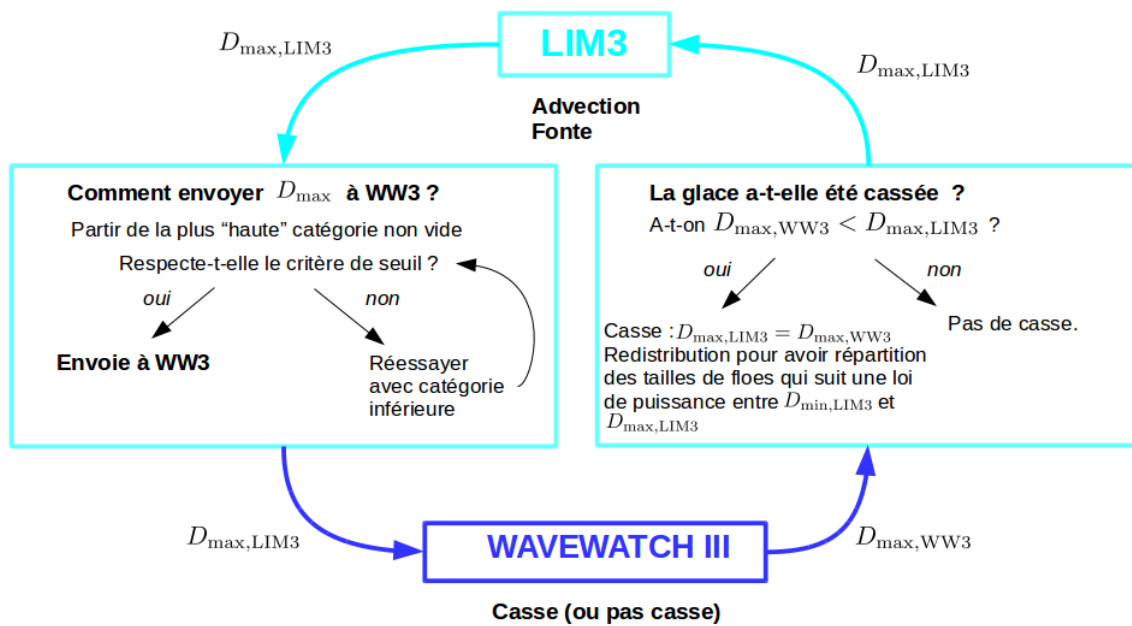 LIM3
D_max,LIM3
D_max,LIM3
Advection
Fonte
Comment envoyer D_max à WW3 ?
Partir de la plus “haute” catégorie non vide
Respecte-t-elle le critère de seuil ?
oui
non
Envoie à WW3
Réessayer
avec catégorie
inférieure
La glace a-t-elle été cassée ?
A-t-on D_max,WW3 < D_max,LIM3 ?
oui
non
Casse : D_max,LIM3 = D_max,WW3
Redistribution pour avoir répartition
des tailles de floes qui suit une loi
de puissance entre D_min,LIM3 et
D_max,LIM3
Pas de casse.
D_max,LIM3
WAVEWATCH III
D_max,WW3
Casse (ou pas casse)